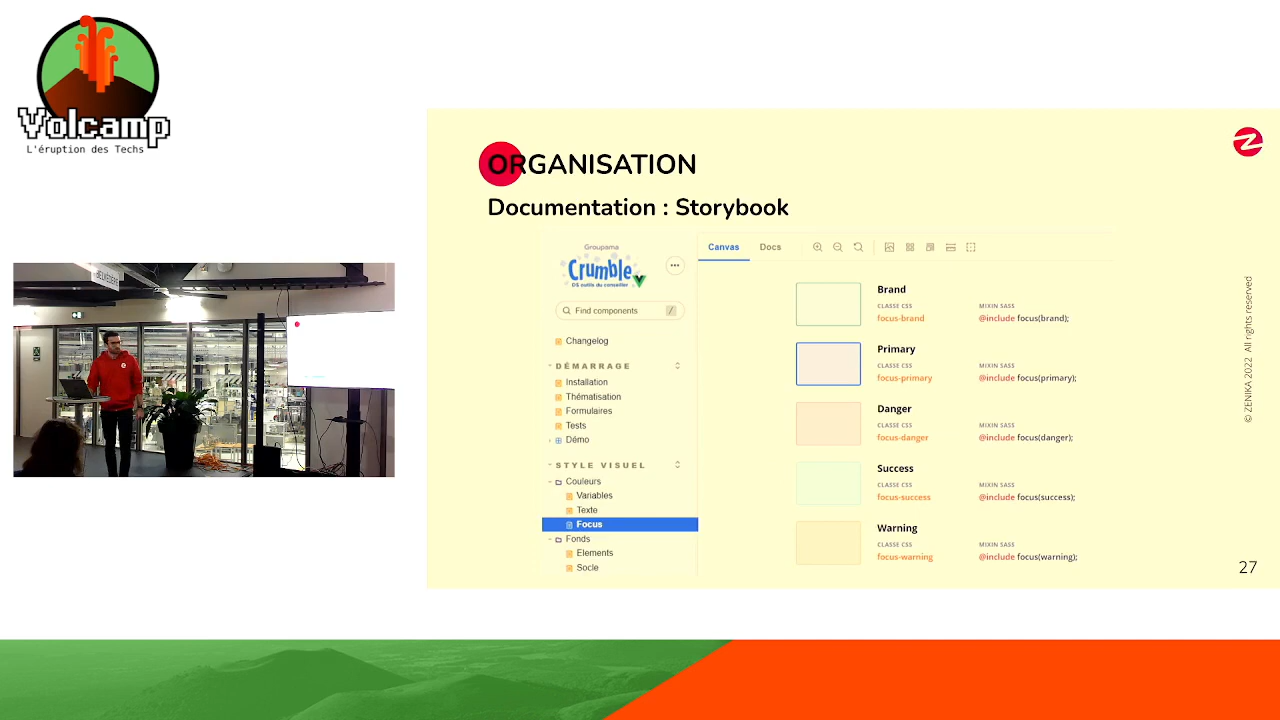 Volcamp
L'éruption des Techs
BELVÉDÈRE
ORGANISATION
Documentation : Storybook
Groupama
Crumble
DS outils du conseiller
Find components
/
Changelog
DÉMARRAGE
Installation
Thématisation
Formulaires
Tests
Démo
STYLE VISUEL
Couleurs
Variables
Texte
Focus
Fonds
Elements
Socle
Canvas
Docs
Brand
CLASSE CSS
MIXIN SASS
focus-brand
@include focus(brand);
Primary
CLASSE CSS
MIXIN SASS
focus-primary
@include focus(primary);
Danger
CLASSE CSS
MIXIN SASS
focus-danger
@include focus(danger);
Success
CLASSE CSS
MIXIN SASS
focus-success
@include focus(success);
Warning
CLASSE CSS
MIXIN SASS
focus-warning
@include focus(warning);
© ZENIKA 2022 All rights reserved
27